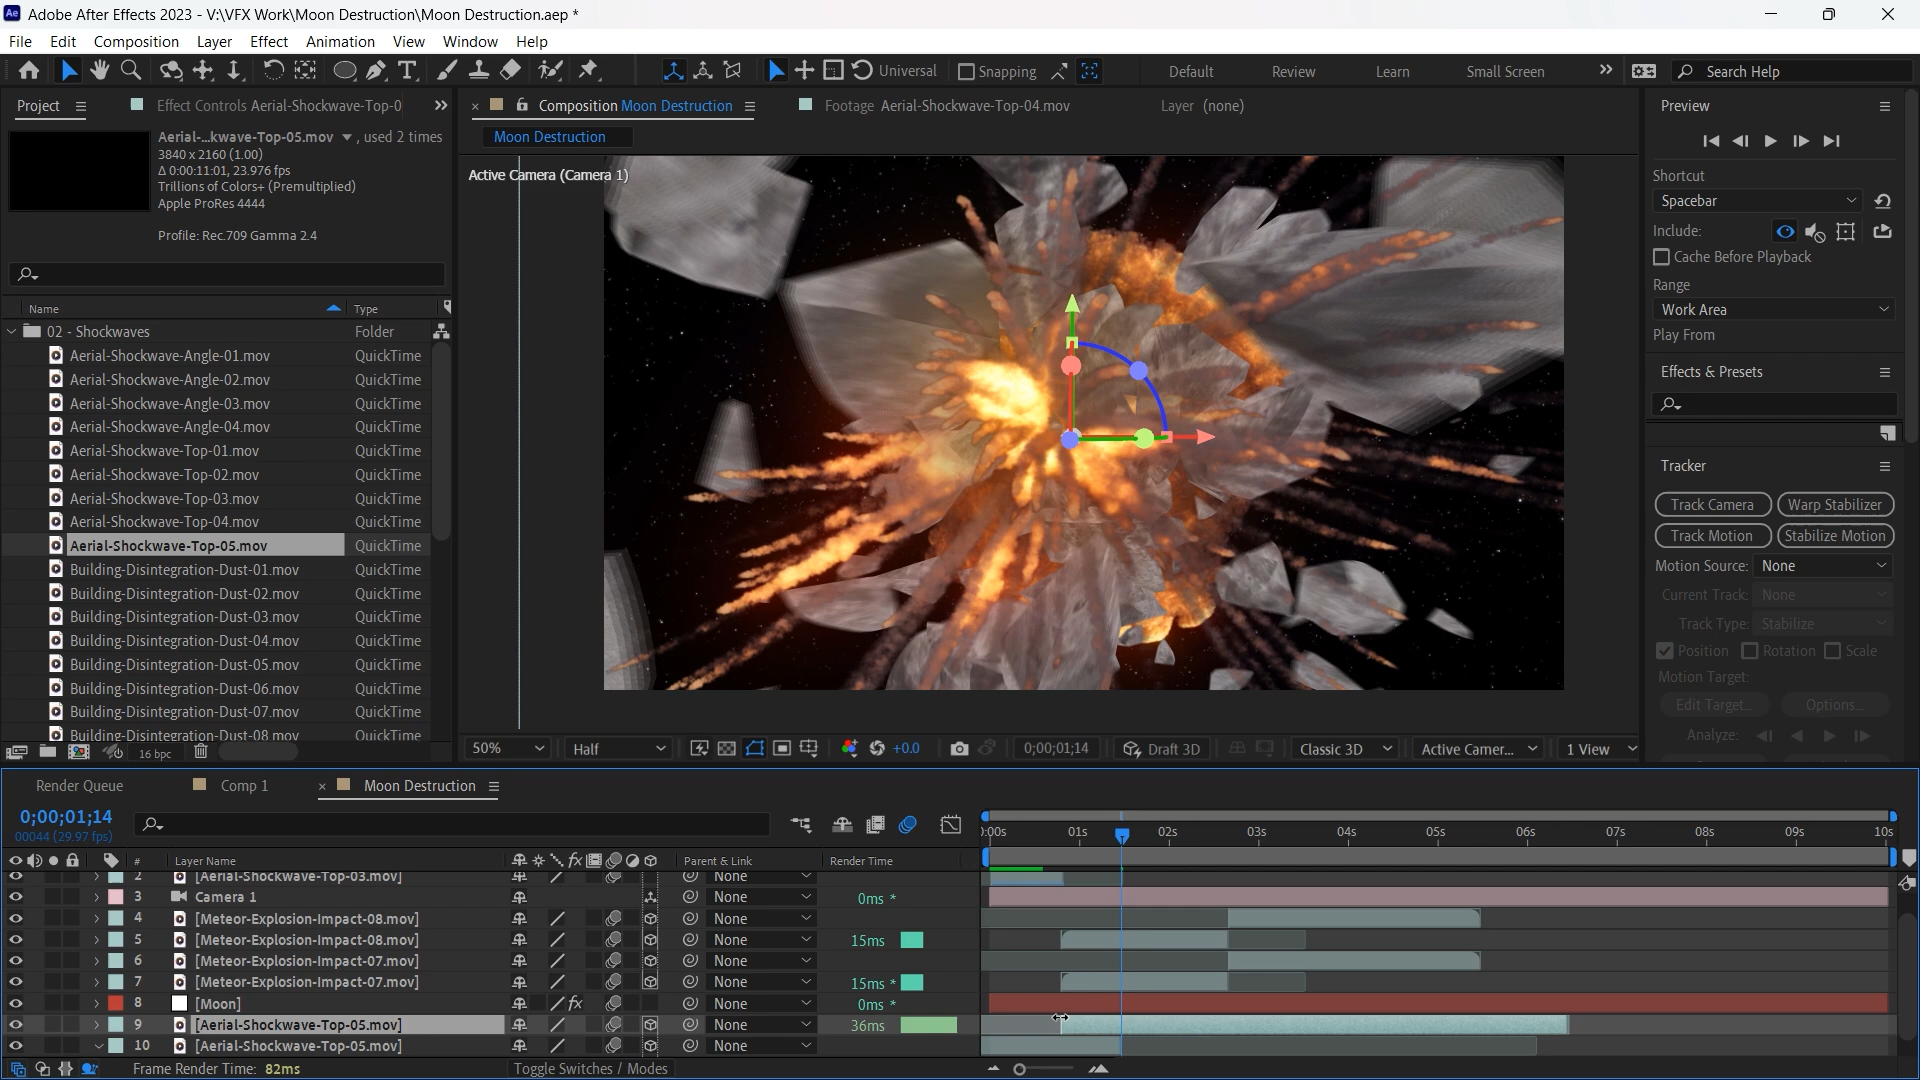 Adobe After Effects 2023 - V:\VFX Work\Moon Destruction\Moon Destruction.aep *
File Edit Composition Layer Effect Animation View Window Help
Universal Snapping Default Review Learn Small Screen Search Help
Project Effect Controls Aerial-Shockwave-Top-0 Composition Moon Destruction Footage Aerial-Shockwave-Top-04.mov Layer (none) Preview
Moon Destruction
Active Camera (Camera 1)
Aerial-...kwave-Top-05.mov , used 2 times
3840 x 2160 (1.00)
Δ 0:00:11:01, 23.976 fps
Trillions of Colors+ (Premultiplied)
Apple ProRes 4444
Profile: Rec.709 Gamma 2.4
Name Type
02 - Shockwaves Folder
Aerial-Shockwave-Angle-01.mov QuickTime
Aerial-Shockwave-Angle-02.mov QuickTime
Aerial-Shockwave-Angle-03.mov QuickTime
Aerial-Shockwave-Angle-04.mov QuickTime
Aerial-Shockwave-Top-01.mov QuickTime
Aerial-Shockwave-Top-02.mov QuickTime
Aerial-Shockwave-Top-03.mov QuickTime
Aerial-Shockwave-Top-04.mov QuickTime
Aerial-Shockwave-Top-05.mov QuickTime
Building-Disintegration-Dust-01.mov QuickTime
Building-Disintegration-Dust-02.mov QuickTime
Building-Disintegration-Dust-03.mov QuickTime
Building-Disintegration-Dust-04.mov QuickTime
Building-Disintegration-Dust-05.mov QuickTime
Building-Disintegration-Dust-06.mov QuickTime
Building-Disintegration-Dust-07.mov QuickTime
Building-Disintegration-Dust-08.mov QuickTime
16 bpc
50% Half +0.0 0;00;01;14 Draft 3D Classic 3D Active Camer... 1 View
Shortcut
Spacebar
Include:
Cache Before Playback
Range
Work Area
Play From
Effects & Presets
Tracker
Track Camera Warp Stabilizer
Track Motion Stabilize Motion
Motion Source: None
Current Track: None
Track Type: Stabilize
Position Rotation Scale
Motion Target:
Edit Target... Options...
Analyze:
Render Queue Comp 1 × Moon Destruction
0;00;01;14
00044 (29.97 fps)
):00s 01s 02s 03s 04s 05s 06s 07s 08s 09s 10s
# Layer Name fx Parent & Link Render Time
2 [Aerial-Shockwave-Top-03.mov] None
3 Camera 1 None 0ms *
4 [Meteor-Explosion-Impact-08.mov] None
5 [Meteor-Explosion-Impact-08.mov] None 15ms
6 [Meteor-Explosion-Impact-07.mov] None
7 [Meteor-Explosion-Impact-07.mov] None 15ms *
8 [Moon] fx None 0ms *
9 [Aerial-Shockwave-Top-05.mov] None 36ms
10 [Aerial-Shockwave-Top-05.mov] None
Frame Render Time: 82ms Toggle Switches / Modes